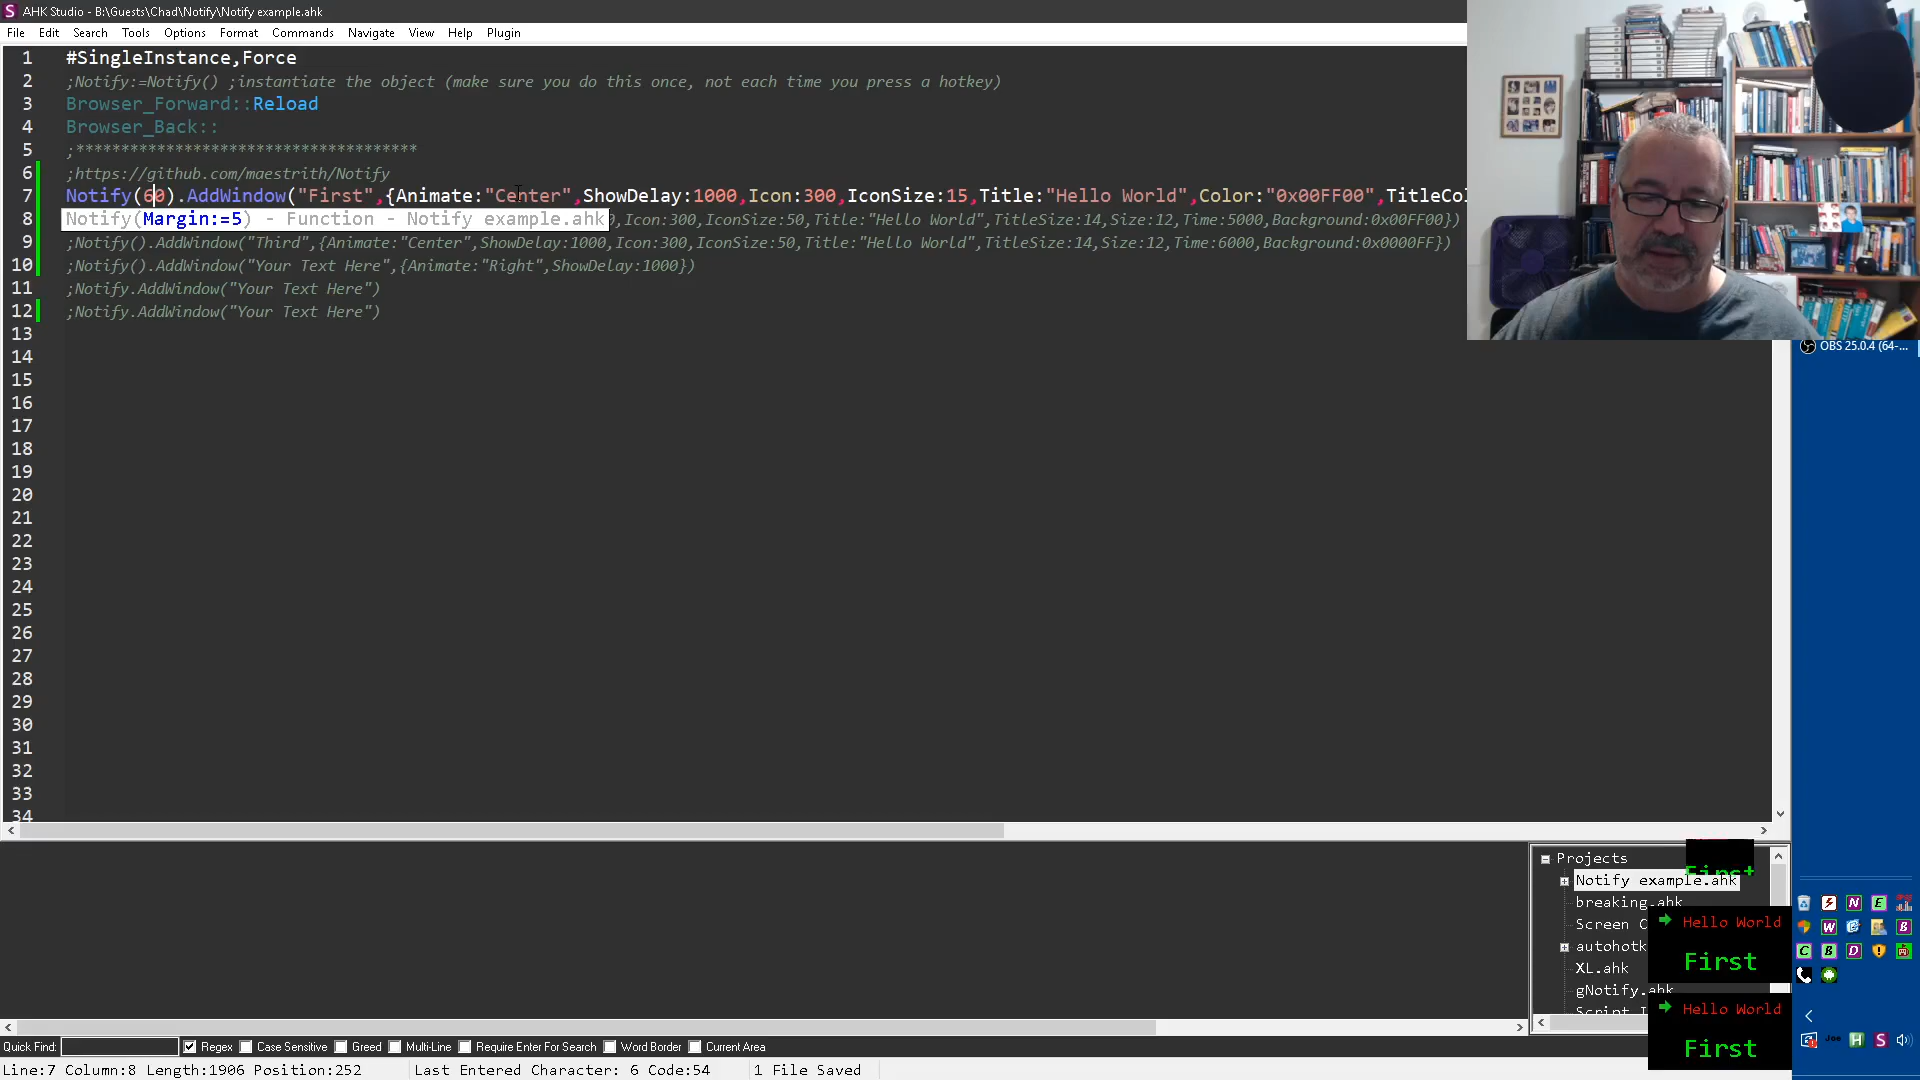 AHK Studio - B:\Guests\Chad\Notify\Notify example.ahk
File Edit Search Tools Options Format Commands Navigate View Help Plugin
1 #SingleInstance,Force
2 ;Notify:=Notify() ;instantiate the object (make sure you do this once, not each time you press a hotkey)
3 Browser_Forward::Reload
4 Browser_Back::
5 ;**************************************
6 ;https://github.com/maestrith/Notify
7 Notify(60).AddWindow("First",{Animate:"Center",ShowDelay:1000,Icon:300,IconSize:15,Title:"Hello World",Color:"0x00FF00",TitleCol
8 Notify(Margin:=5) - Function - Notify example.ahk ,Icon:300,IconSize:50,Title:"Hello World",TitleSize:14,Size:12,Time:5000,Background:0x00FF00})
9 ;Notify().AddWindow("Third",{Animate:"Center",ShowDelay:1000,Icon:300,IconSize:50,Title:"Hello World",TitleSize:14,Size:12,Time:6000,Background:0x0000FF})
10 ;Notify().AddWindow("Your Text Here",{Animate:"Right",ShowDelay:1000})
11 ;Notify.AddWindow("Your Text Here")
12 ;Notify.AddWindow("Your Text Here")
13
14
15
16
17
18
19
20
21
22
23
24
25
26
27
28
29
30
31
32
33
34
OBS 25.0.4 (64-...
Projects
Notify example.ahk
breaking.ahk
Screen C
autohotk
XL.ahk
gNotify.ahk
Script I
First
Hello World
First
Hello World
First
Quick Find: Regex Case Sensitive Greed Multi-Line Require Enter For Search Word Border Current Area
Line:7 Column:8 Length:1906 Position:252 Last Entered Character: 6 Code:54 1 File Saved